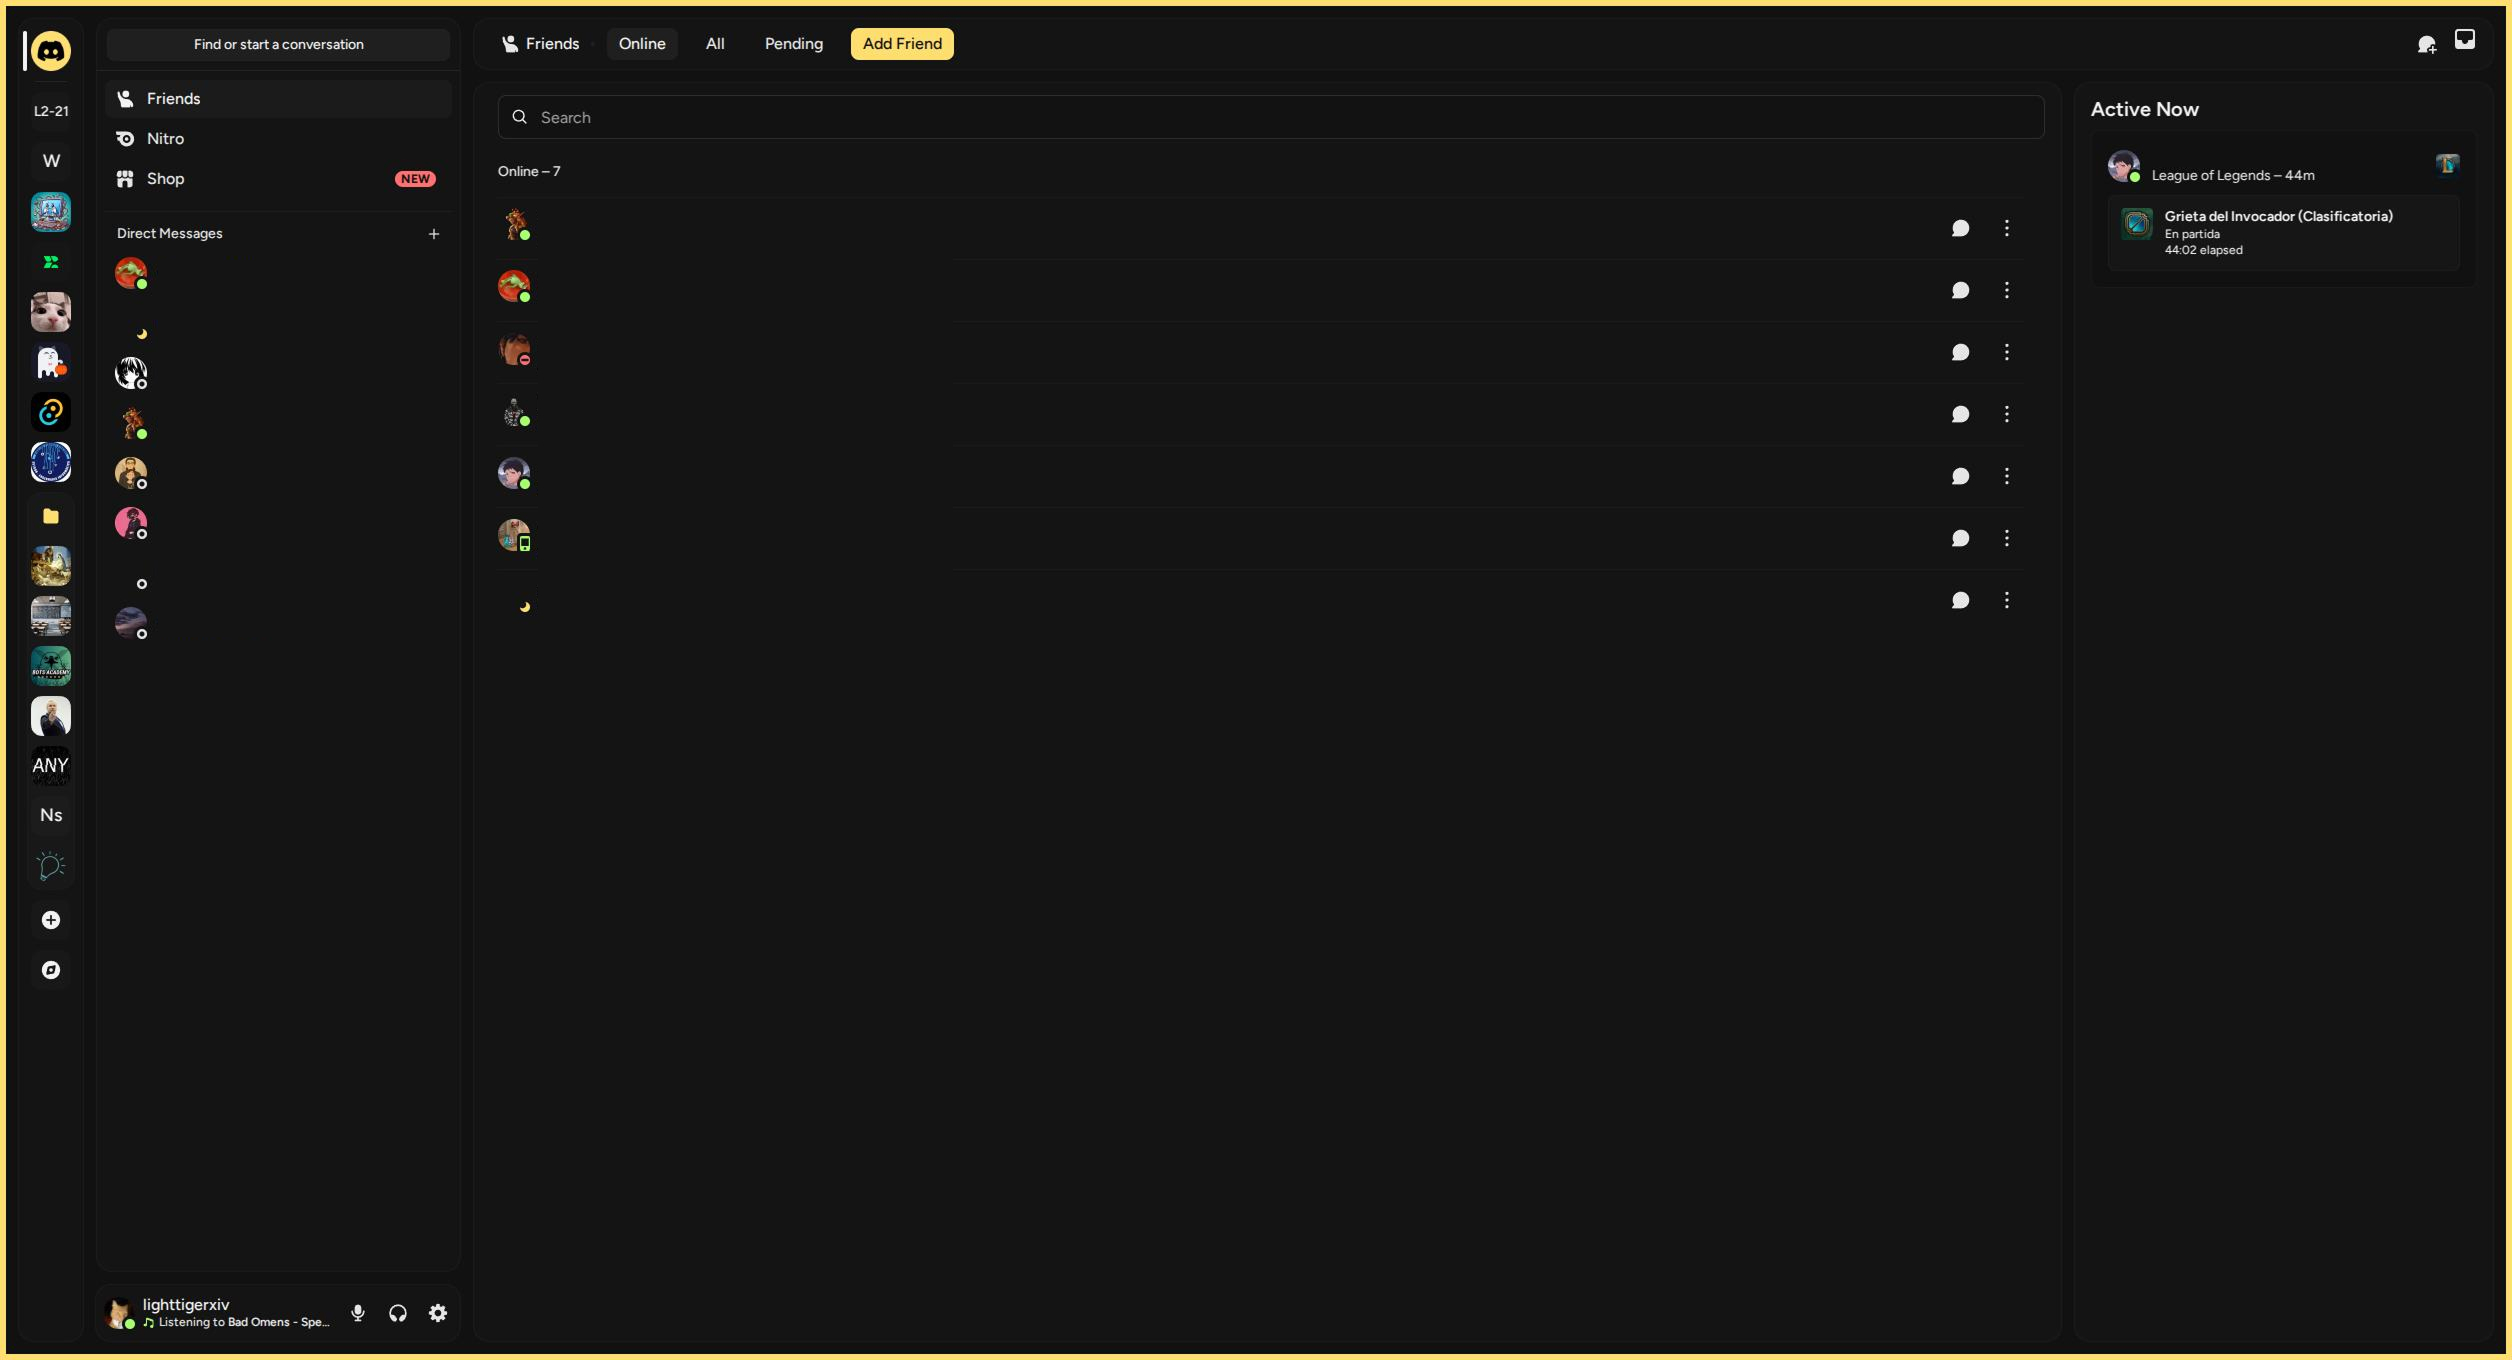 Find or start a conversation
Friends
Online
All
Pending
Add Friend
L2-21
W
Friends
Nitro
Shop
NEW
Direct Messages
Search
Online – 7
Active Now
League of Legends – 44m
Grieta del Invocador (Clasificatoria)
En partida
44:02 elapsed
BOTS ACADEMY
ANY
Ns
lighttigerxiv
Listening to Bad Omens - Spe...